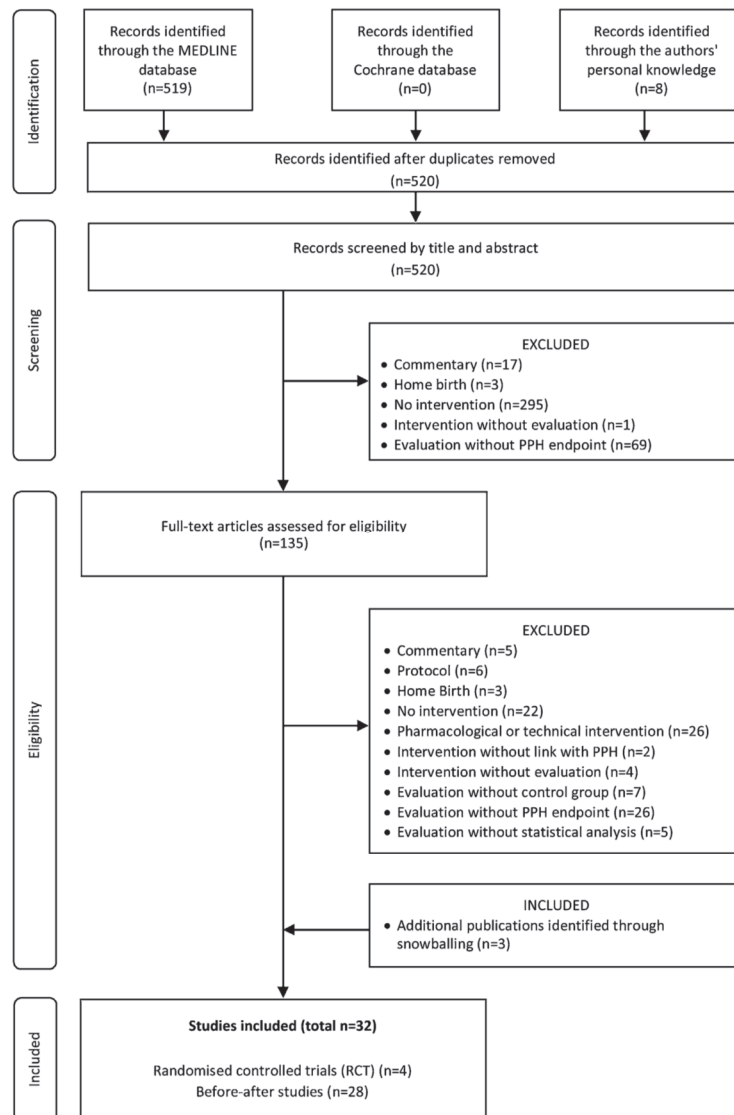 Identification
Records identified
through the MEDLINE
database
(n=519)
Records identified
through the
Cochrane database
(n=0)
Records identified
through the authors'
personal knowledge
(n=8)
Records identified after duplicates removed
(n=520)
Screening
Records screened by title and abstract
(n=520)
EXCLUDED
• Commentary (n=17)
• Home birth (n=3)
• No intervention (n=295)
• Intervention without evaluation (n=1)
• Evaluation without PPH endpoint (n=69)
Eligibility
Full-text articles assessed for eligibility
(n=135)
EXCLUDED
• Commentary (n=5)
• Protocol (n=6)
• Home Birth (n=3)
• No intervention (n=22)
• Pharmacological or technical intervention (n=26)
• Intervention without link with PPH (n=2)
• Intervention without evaluation (n=4)
• Evaluation without control group (n=7)
• Evaluation without PPH endpoint (n=26)
• Evaluation without statistical analysis (n=5)
INCLUDED
• Additional publications identified through
snowballing (n=3)
Included
Studies included (total n=32)
Randomised controlled trials (RCT) (n=4)
Before-after studies (n=28)